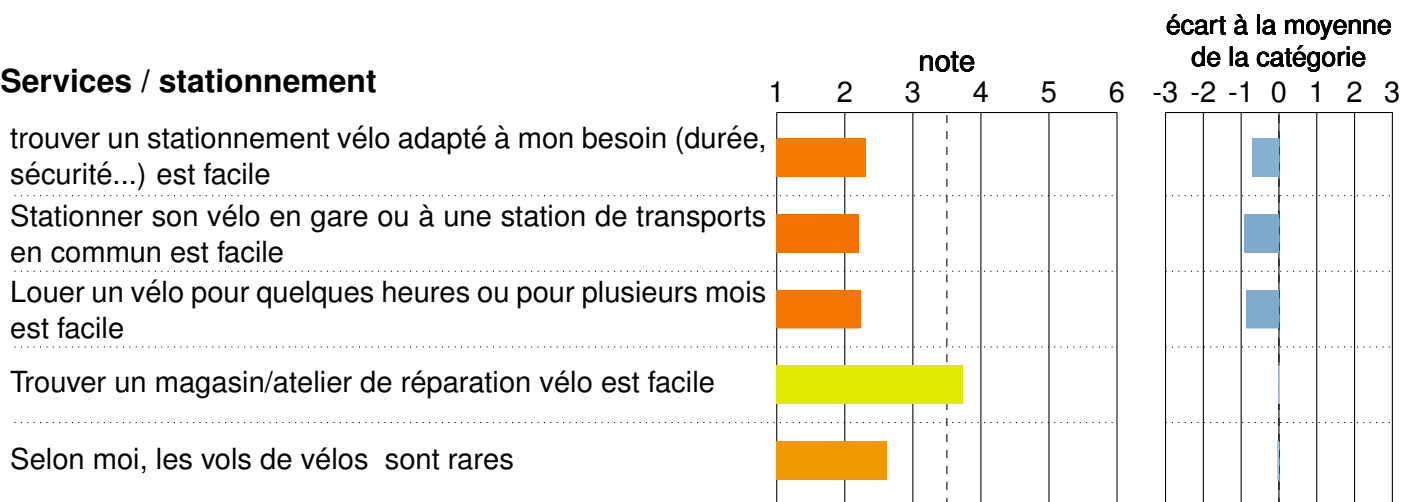 écart à la moyenne
note de la catégorie
Services / stationnement
1 2 3 4 5 6 -3 -2 -1 0 1 2 3
trouver un stationnement vélo adapté à mon besoin (durée,
sécurité...) est facile
Stationner son vélo en gare ou à une station de transports
en commun est facile
Louer un vélo pour quelques heures ou pour plusieurs mois
est facile
Trouver un magasin/atelier de réparation vélo est facile
Selon moi, les vols de vélos sont rares